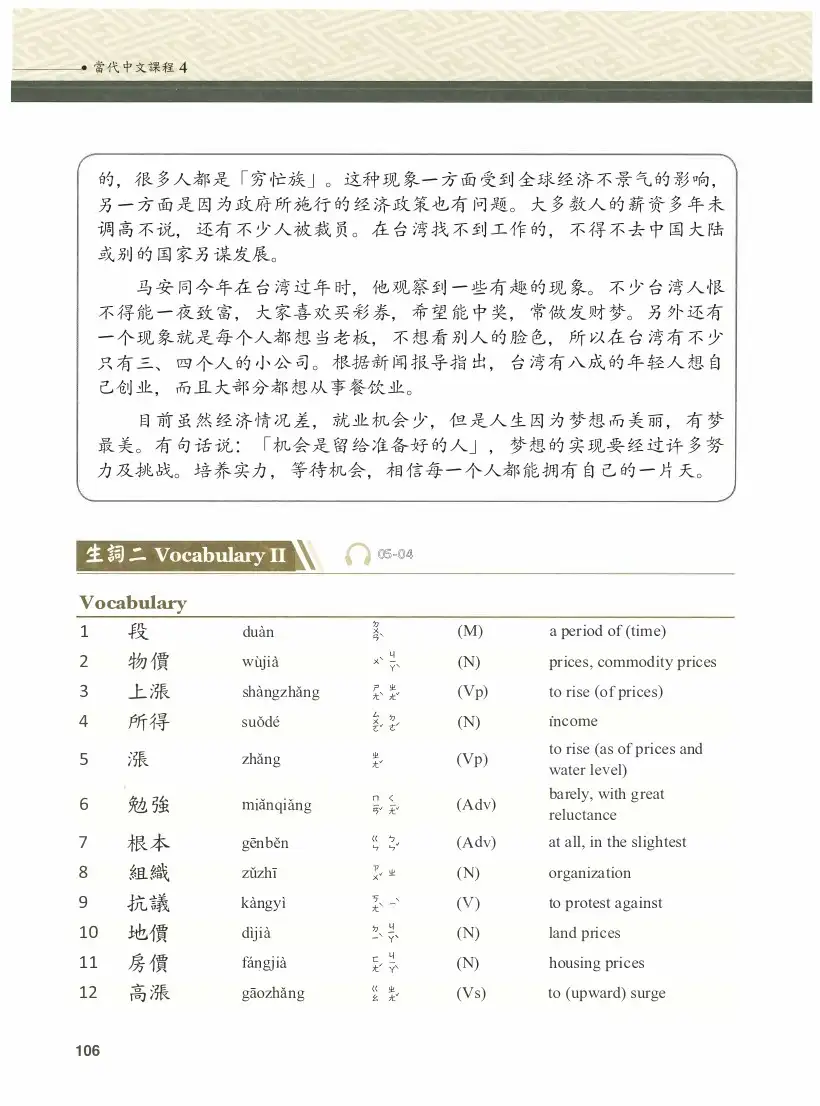 • 當代中文課程 4
的，很多人都是「穷忙族」。这种现象一方面受到全球经济不景气的影响，
另一方面是因为政府所施行的经济政策也有问题。大多数人的薪资多年未
调高不说，还有不少人被裁员。在台湾找不到工作的，不得不去中国大陆
或别的国家另谋发展。
马安同今年在台湾过年时，他观察到一些有趣的现象。不少台湾人恨
不得能一夜致富，大家喜欢买彩券，希望能中奖，常做发财梦。另外还有
一个现象就是每个人都想当老板，不想看别人的脸色，所以在台湾有不少
只有三、四个人的小公司。根据新闻报导指出，台湾有八成的年轻人想自
己创业，而且大部分都想从事餐饮业。
目前虽然经济情况差，就业机会少，但是人生因为梦想而美丽，有梦
最美。有句话说：「机会是留给准备好的人」，梦想的实现要经过许多努
力及挑战。培养实力，等待机会，相信每一个人都能拥有自己的一片天。
生詞二 Vocabulary II 05-04
Vocabulary
1 段 duàn ㄉㄨㄢˋ (M) a period of (time)
2 物價 wùjià ㄨˋ ㄐㄧㄚˋ (N) prices, commodity prices
3 上漲 shàngzhǎng ㄕㄤˋ ㄓㄤˇ (Vp) to rise (of prices)
4 所得 suǒdé ㄙㄨㄛˇ ㄉㄜˊ (N) income
5 漲 zhǎng ㄓㄤˇ (Vp) to rise (as of prices and
water level)
6 勉強 miǎnqiǎng ㄇㄧㄢˇ ㄑㄧㄤˇ (Adv) barely, with great
reluctance
7 根本 gēnběn ㄍㄣ ㄅㄣˇ (Adv) at all, in the slightest
8 組織 zǔzhī ㄗㄨˇ ㄓ (N) organization
9 抗議 kàngyì ㄎㄤˋ ㄧˋ (V) to protest against
10 地價 dìjià ㄉㄧˋ ㄐㄧㄚˋ (N) land prices
11 房價 fángjià ㄈㄤˊ ㄐㄧㄚˋ (N) housing prices
12 高漲 gāozhǎng ㄍㄠ ㄓㄤˇ (Vs) to (upward) surge
106